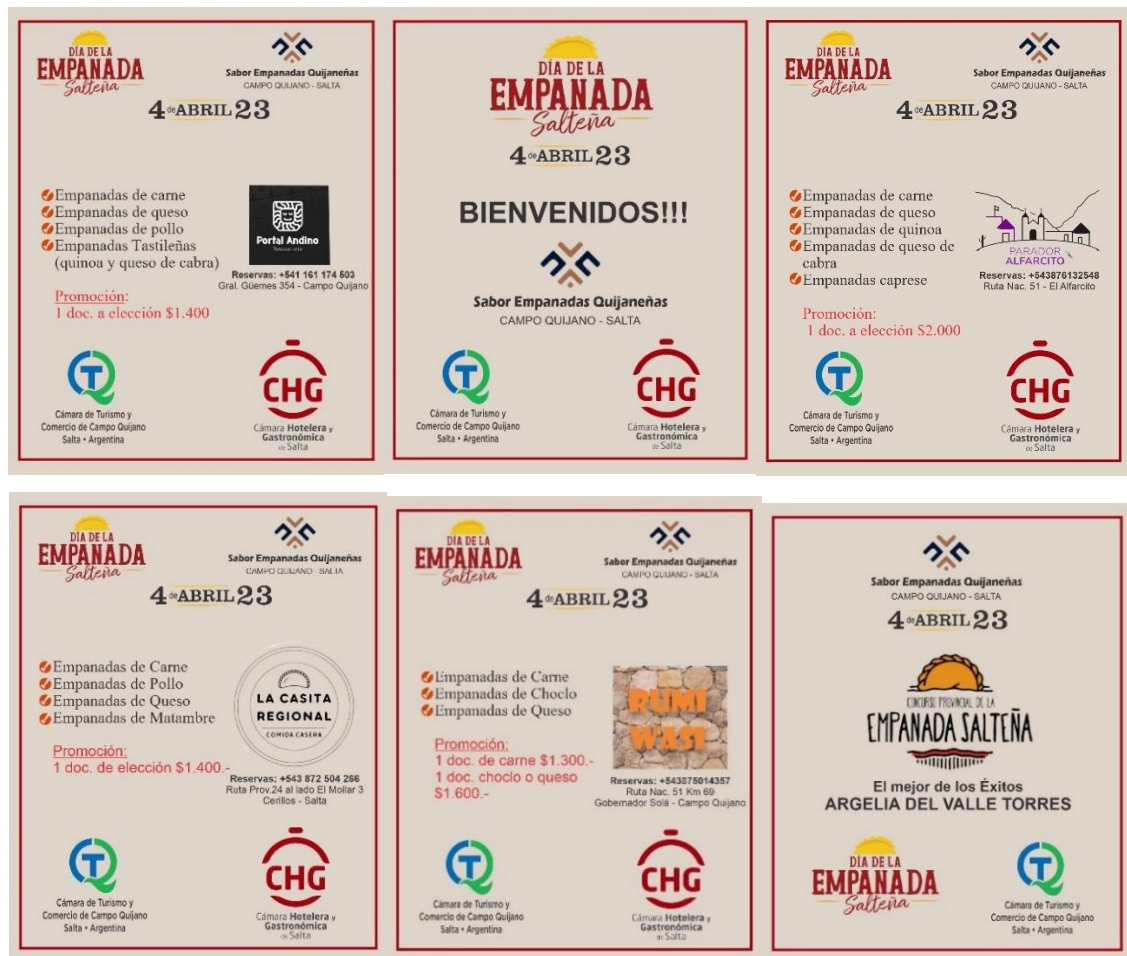 DÍA DE LA
EMPANADA
Salteña
Sabor Empanadas Quijaneñas
CAMPO QUIJANO - SALTA
4 de ABRIL 23
Empanadas de carne
Empanadas de queso
Empanadas de pollo
Empanadas Tastileñas
(quinoa y queso de cabra)
Portal Andino
Reservas: +541 161 174 503
Gral. Güemes 354 - Campo Quijano
Promoción:
1 doc. a elección $1.400
TQ
Cámara de Turismo y
Comercio de Campo Quijano
Salta • Argentina
CHG
Cámara Hotelera y
Gastronómica
de Salta
DÍA DE LA
EMPANADA
Salteña
4 de ABRIL 23
BIENVENIDOS!!!
Sabor Empanadas Quijaneñas
CAMPO QUIJANO - SALTA
TQ
Cámara de Turismo y
Comercio de Campo Quijano
Salta • Argentina
CHG
Cámara Hotelera y
Gastronómica
de Salta
DÍA DE LA
EMPANADA
Salteña
Sabor Empanadas Quijaneñas
CAMPO QUIJANO - SALTA
4 de ABRIL 23
Empanadas de carne
Empanadas de queso
Empanadas de quinoa
Empanadas de queso de
cabra
Empanadas caprese
PARADOR
ALFARCITO
Reservas: +543876132548
Ruta Nac. 51 - El Alfarcito
Promoción:
1 doc. a elección $2.000
TQ
Cámara de Turismo y
Comercio de Campo Quijano
Salta • Argentina
CHG
Cámara Hotelera y
Gastronómica
de Salta
DÍA DE LA
EMPANADA
Salteña
Sabor Empanadas Quijaneñas
CAMPO QUIJANO - SALTA
4 de ABRIL 23
Empanadas de Carne
Empanadas de Pollo
Empanadas de Queso
Empanadas de Matambre
LA CASITA
REGIONAL
COMIDA CASERA
Promoción:
1 doc. de elección $1.400.-
Reservas: +543 872 504 266
Ruta Prov.24 al lado El Mollar 3
Cerillos - Salta
TQ
Cámara de Turismo y
Comercio de Campo Quijano
Salta • Argentina
CHG
Cámara Hotelera y
Gastronómica
de Salta
DÍA DE LA
EMPANADA
Salteña
Sabor Empanadas Quijaneñas
CAMPO QUIJANO - SALTA
4 de ABRIL 23
Empanadas de Carne
Empanadas de Choclo
Empanadas de Queso
RUMI
WASI
Promoción:
1 doc. de carne $1.300.-
1 doc. choclo o queso
$1.600.-
Reservas: +543875014357
Ruta Nac. 51 Km 69
Gobernador Solá - Campo Quijano
TQ
Cámara de Turismo y
Comercio de Campo Quijano
Salta • Argentina
CHG
Cámara Hotelera y
Gastronómica
de Salta
Sabor Empanadas Quijaneñas
CAMPO QUIJANO - SALTA
4 de ABRIL 23
CONCURSO PROVINCIAL DE LA
EMPANADA SALTEÑA
El mejor de los Éxitos
ARGELIA DEL VALLE TORRES
DÍA DE LA
EMPANADA
Salteña
TQ
Cámara de Turismo y
Comercio de Campo Quijano
Salta • Argentina